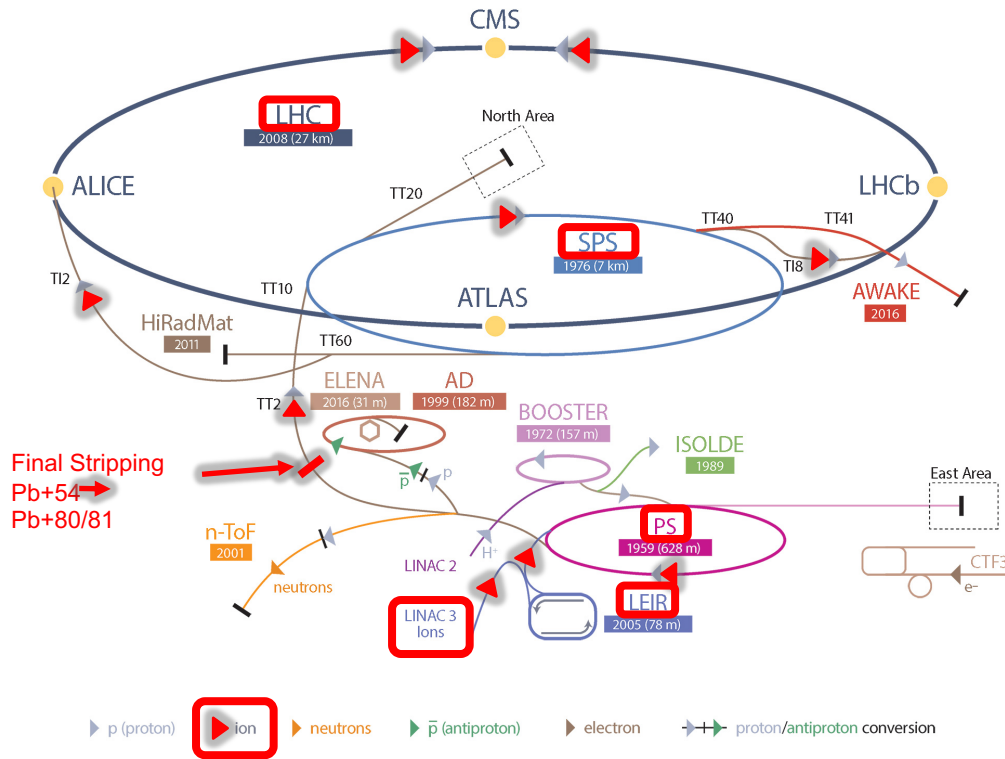 CMS
LHC
2008 (27 km)
North Area
ALICE
LHCb
TT20
TT40
TT41
SPS
1976 (7 km)
TI8
TI2
TT10
ATLAS
AWAKE
2016
HiRadMat
2011
TT60
ELENA
2016 (31 m)
AD
1999 (182 m)
TT2
BOOSTER
1972 (157 m)
ISOLDE
1989
Final Stripping
Pb+54
Pb+80/81
p
p̅
East Area
n-ToF
2001
PS
1959 (628 m)
H+
LINAC 2
neutrons
CTF3
e–
LINAC 3
Ions
LEIR
2005 (78 m)
p (proton)
ion
neutrons
p̅ (antiproton)
electron
proton/antiproton conversion